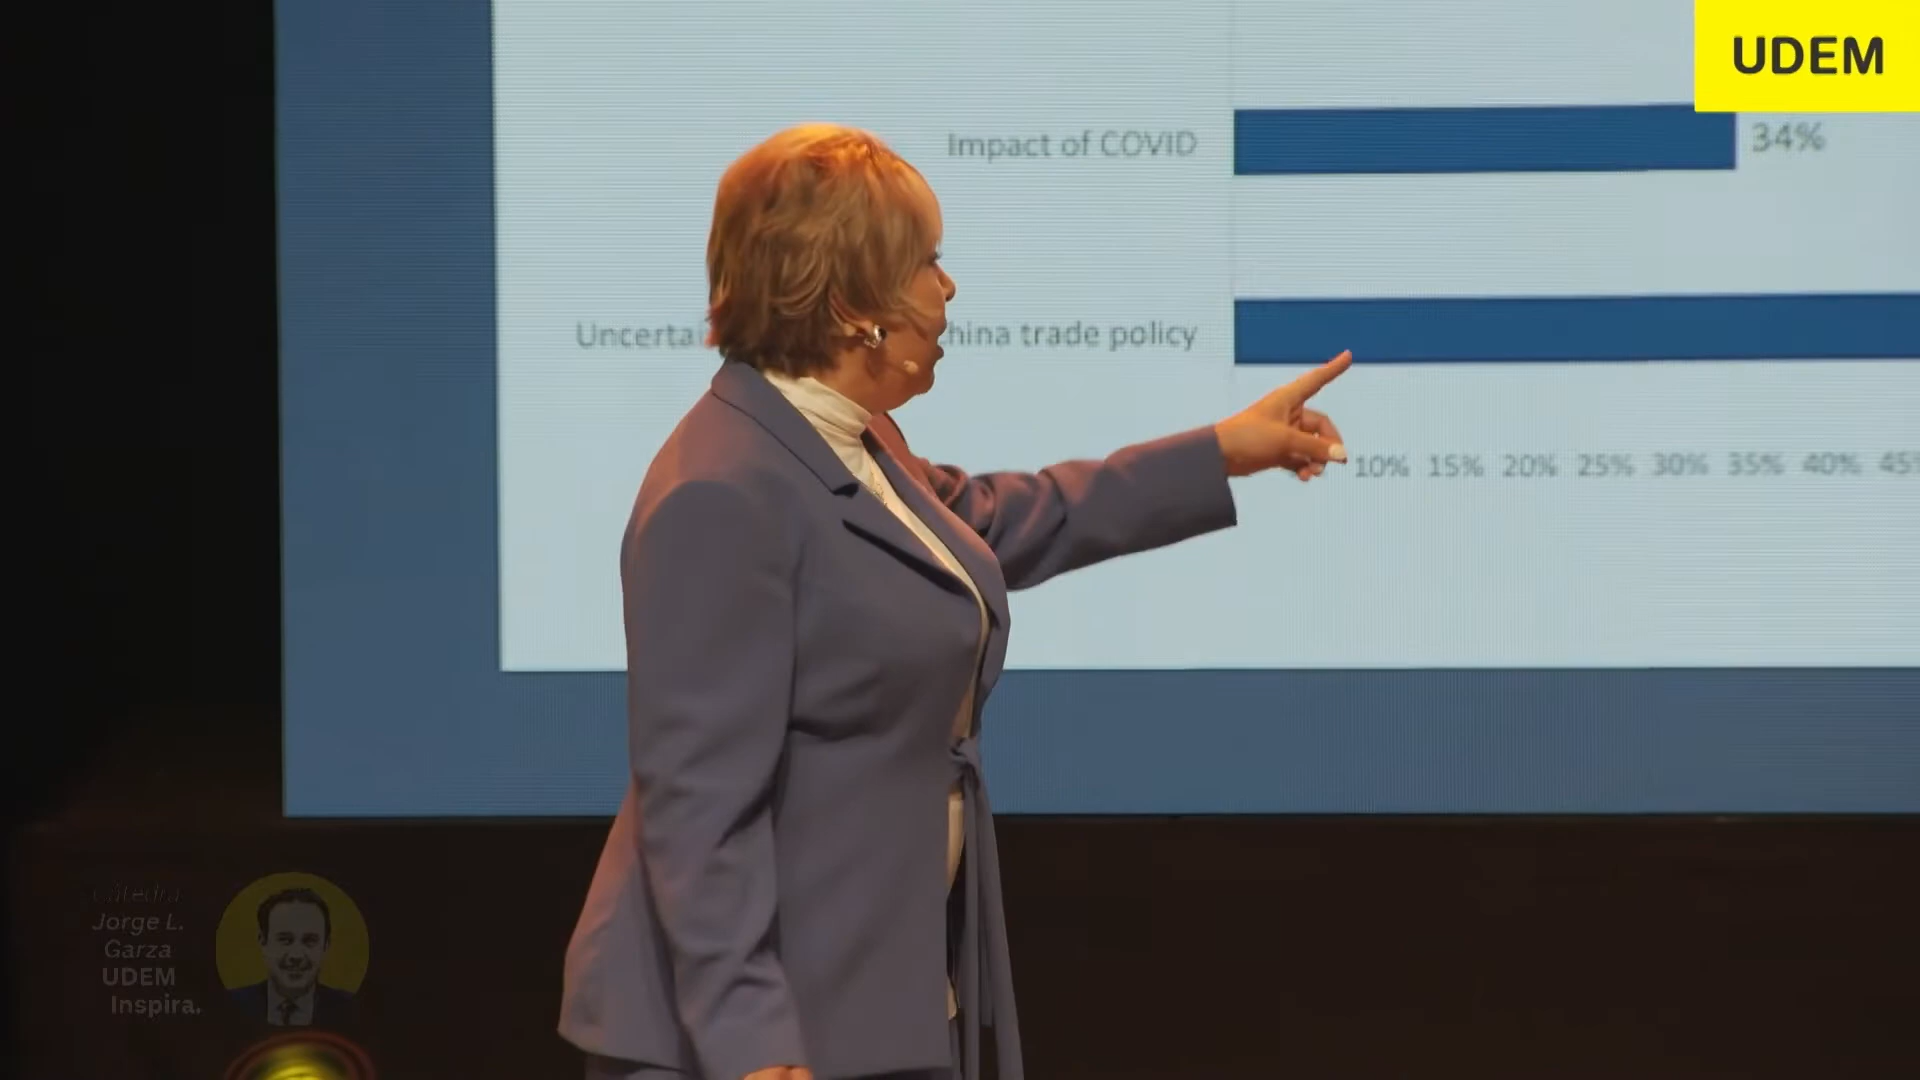 UDEM
Impact of COVID 34%
Uncertai hina trade policy
10% 15% 20% 25% 30% 35% 40% 45%
Cátedra
Jorge L.
Garza
UDEM
Inspira.